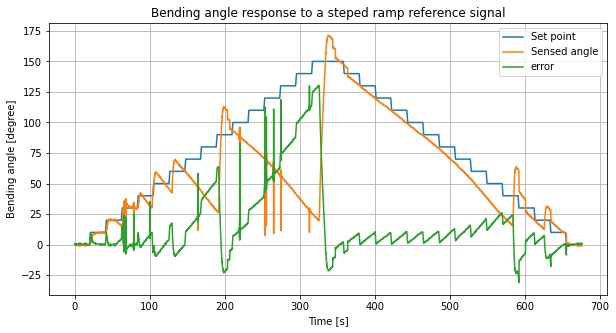 Bending angle response to a steped ramp reference signal
Set point
Sensed angle
error
Bending angle [degree]
175
150
125
100
75
50
25
0
−25
0 100 200 300 400 500 600 700
Time [s]